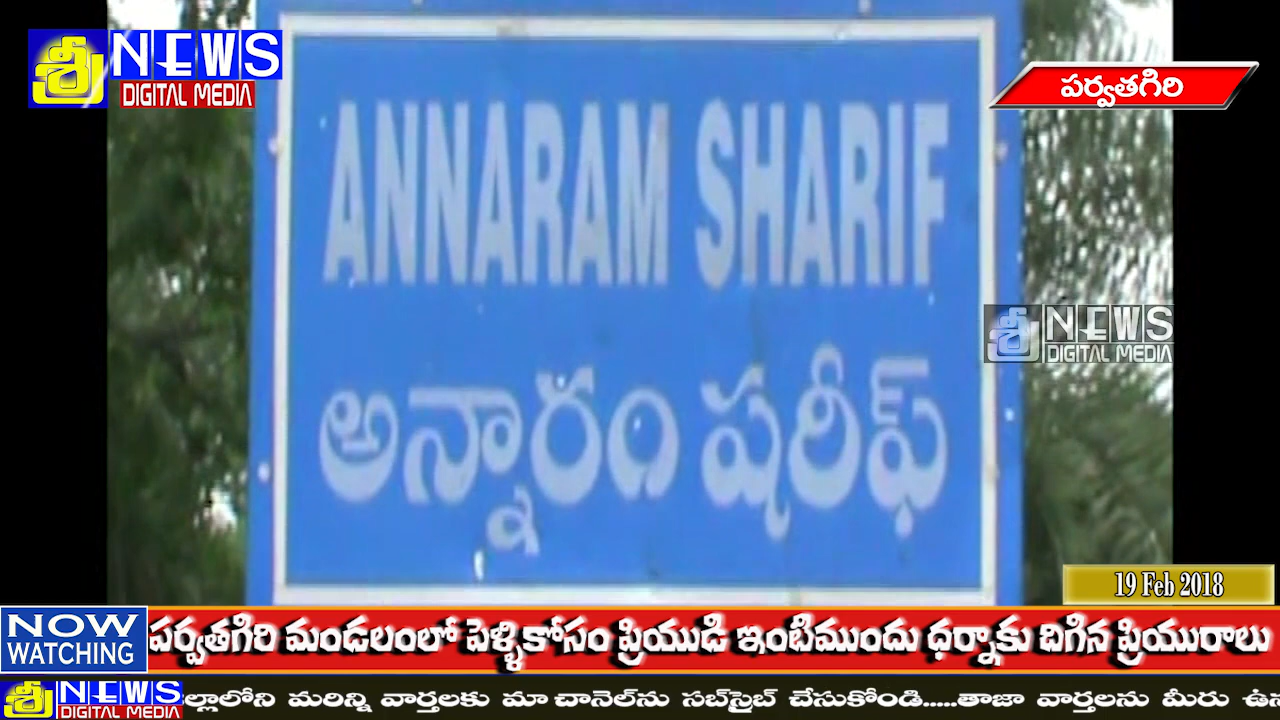 శ్రీ NEWS
DIGITAL MEDIA
పర్వతగిరి
ANNARAM SHARIF
అన్నారం షరీఫ్
శ్రీ NEWS
DIGITAL MEDIA
19 Feb 2018
NOW
WATCHING
పర్వతగిరి మండలంలో పెళ్ళికోసం ప్రియుడి ఇంటిముందు ధర్నాకు దిగిన ప్రియురాలు
శ్రీ NEWS
DIGITAL MEDIA
మరిన్ని వార్తలకు మా చానెల్‌ను సబ్‌స్రైబ్ చేసుకోండి.....తాజా వార్తలను మీరు